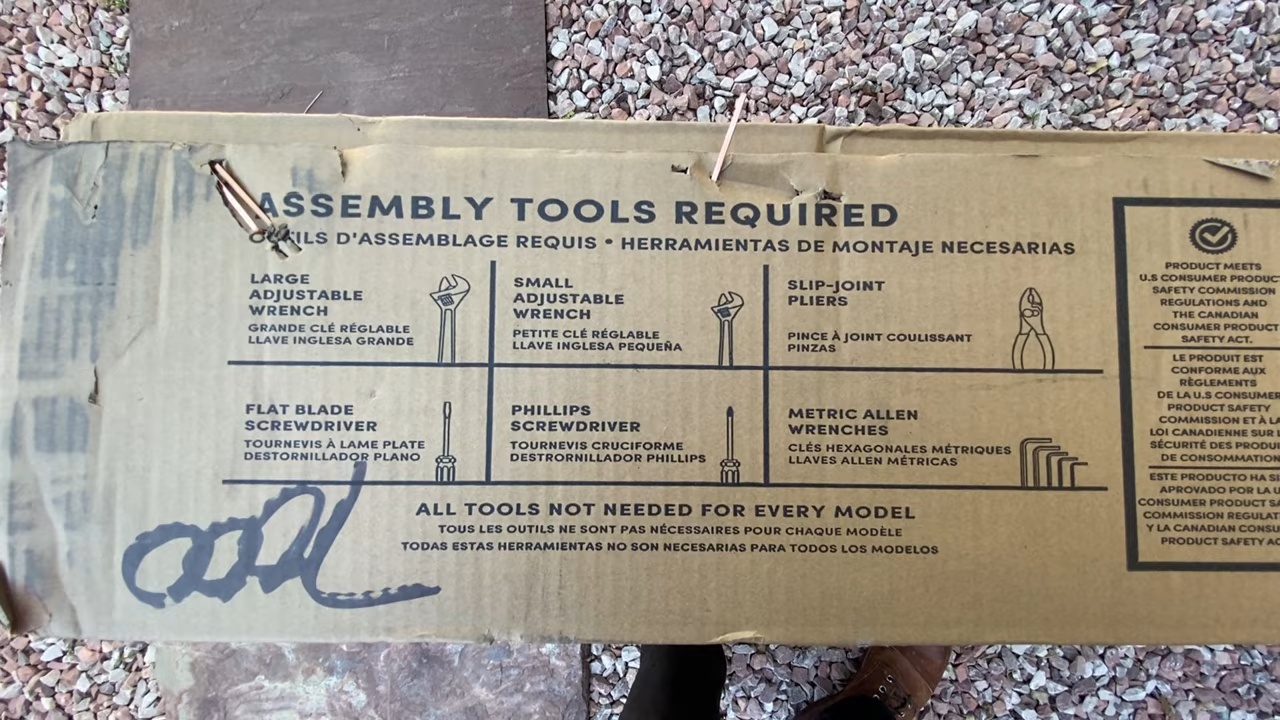 ASSEMBLY TOOLS REQUIRED
D'ASSEMBLAGE REQUIS • HERRAMIENTAS DE MONTAJE NECESARIAS
LARGE
ADJUSTABLE
WRENCH
GRANDE CLÉ RÉGLABLE
LLAVE INGLESA GRANDE
SMALL
ADJUSTABLE
WRENCH
PETITE CLÉ RÉGLABLE
LLAVE INGLESA PEQUEÑA
SLIP-JOINT
PLIERS
PINCE À JOINT COULISSANT
PINZAS
FLAT BLADE
SCREWDRIVER
TOURNEVIS À LAME PLATE
DESTORNILLADOR PLANO
PHILLIPS
SCREWDRIVER
TOURNEVIS CRUCIFORME
DESTRORNILLADOR PHILLIPS
METRIC ALLEN
WRENCHES
CLÉS HEXAGONALES MÉTRIQUES
LLAVES ALLEN MÉTRICAS
ALL TOOLS NOT NEEDED FOR EVERY MODEL
TOUS LES OUTILS NE SONT PAS NÉCESSAIRES POUR CHAQUE MODÈLE
TODAS ESTAS HERRAMIENTAS NO SON NECESARIAS PARA TODOS LOS MODELOS
PRODUCT MEETS
U.S CONSUMER PRODUCT
SAFETY COMMISSION
REGULATIONS AND
THE CANADIAN
CONSUMER PRODUCT
SAFETY ACT.
LE PRODUIT EST
CONFORME AUX
RÈGLEMENTS
DE LA U.S CONSUMER
PRODUCT SAFETY
COMMISSION ET À LA
LOI CANADIENNE SUR
SÉCURITÉ DES
DE CONSOMMATION
ESTE PRODUCTO HA
APROVADO POR LA
CONSUMER PRODUCT
COMMISSION
Y LA CANADIAN
PRODUCT SAFETY